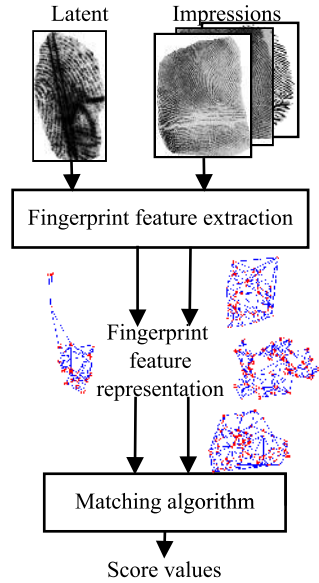 Latent
Impressions
Fingerprint feature extraction
Fingerprint
feature
representation
Matching algorithm
Score values